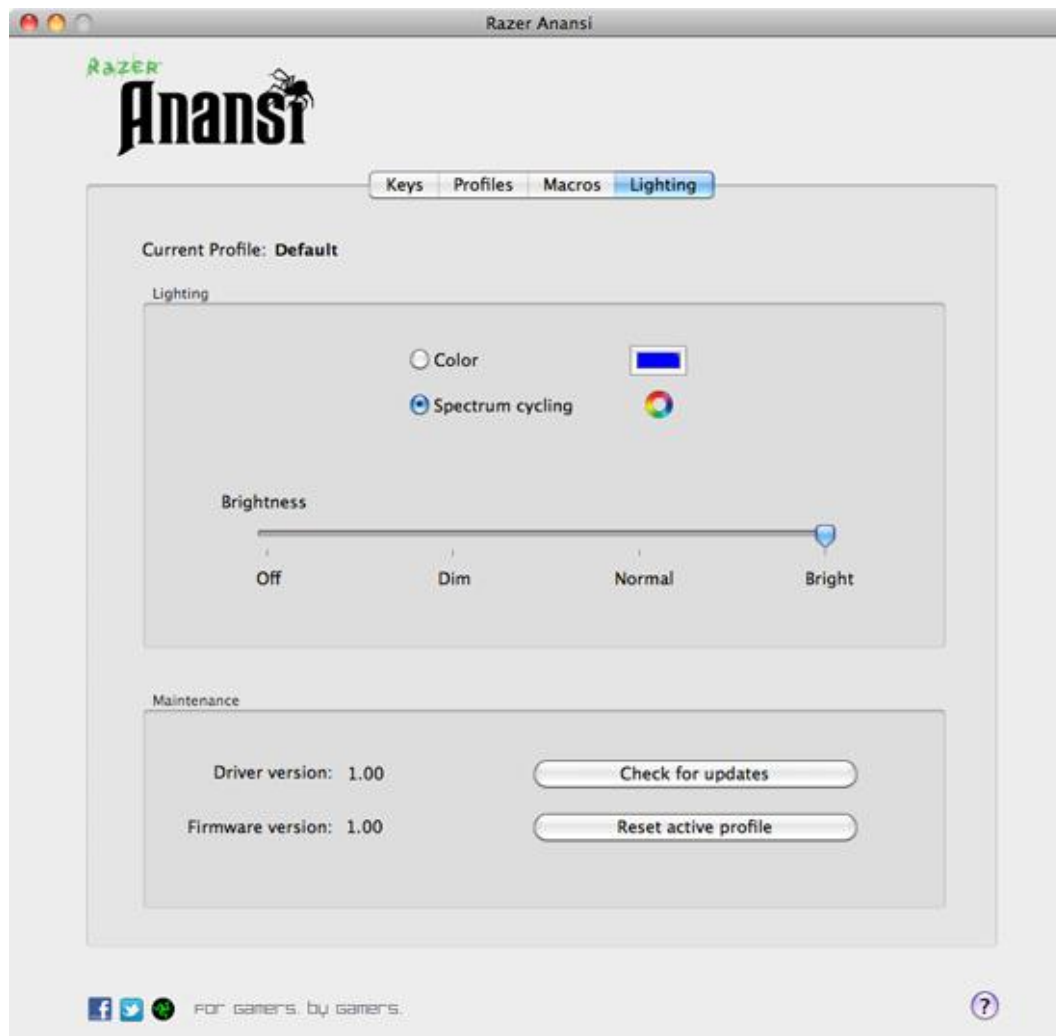 Razer Anansi
RAZER
Anansi
Keys Profiles Macros Lighting
Current Profile: Default
Lighting
Color
Spectrum cycling
Brightness
Off Dim Normal Bright
Maintenance
Driver version: 1.00 Check for updates
Firmware version: 1.00 Reset active profile
f FOR GAMERS. BY GAMERS. ?